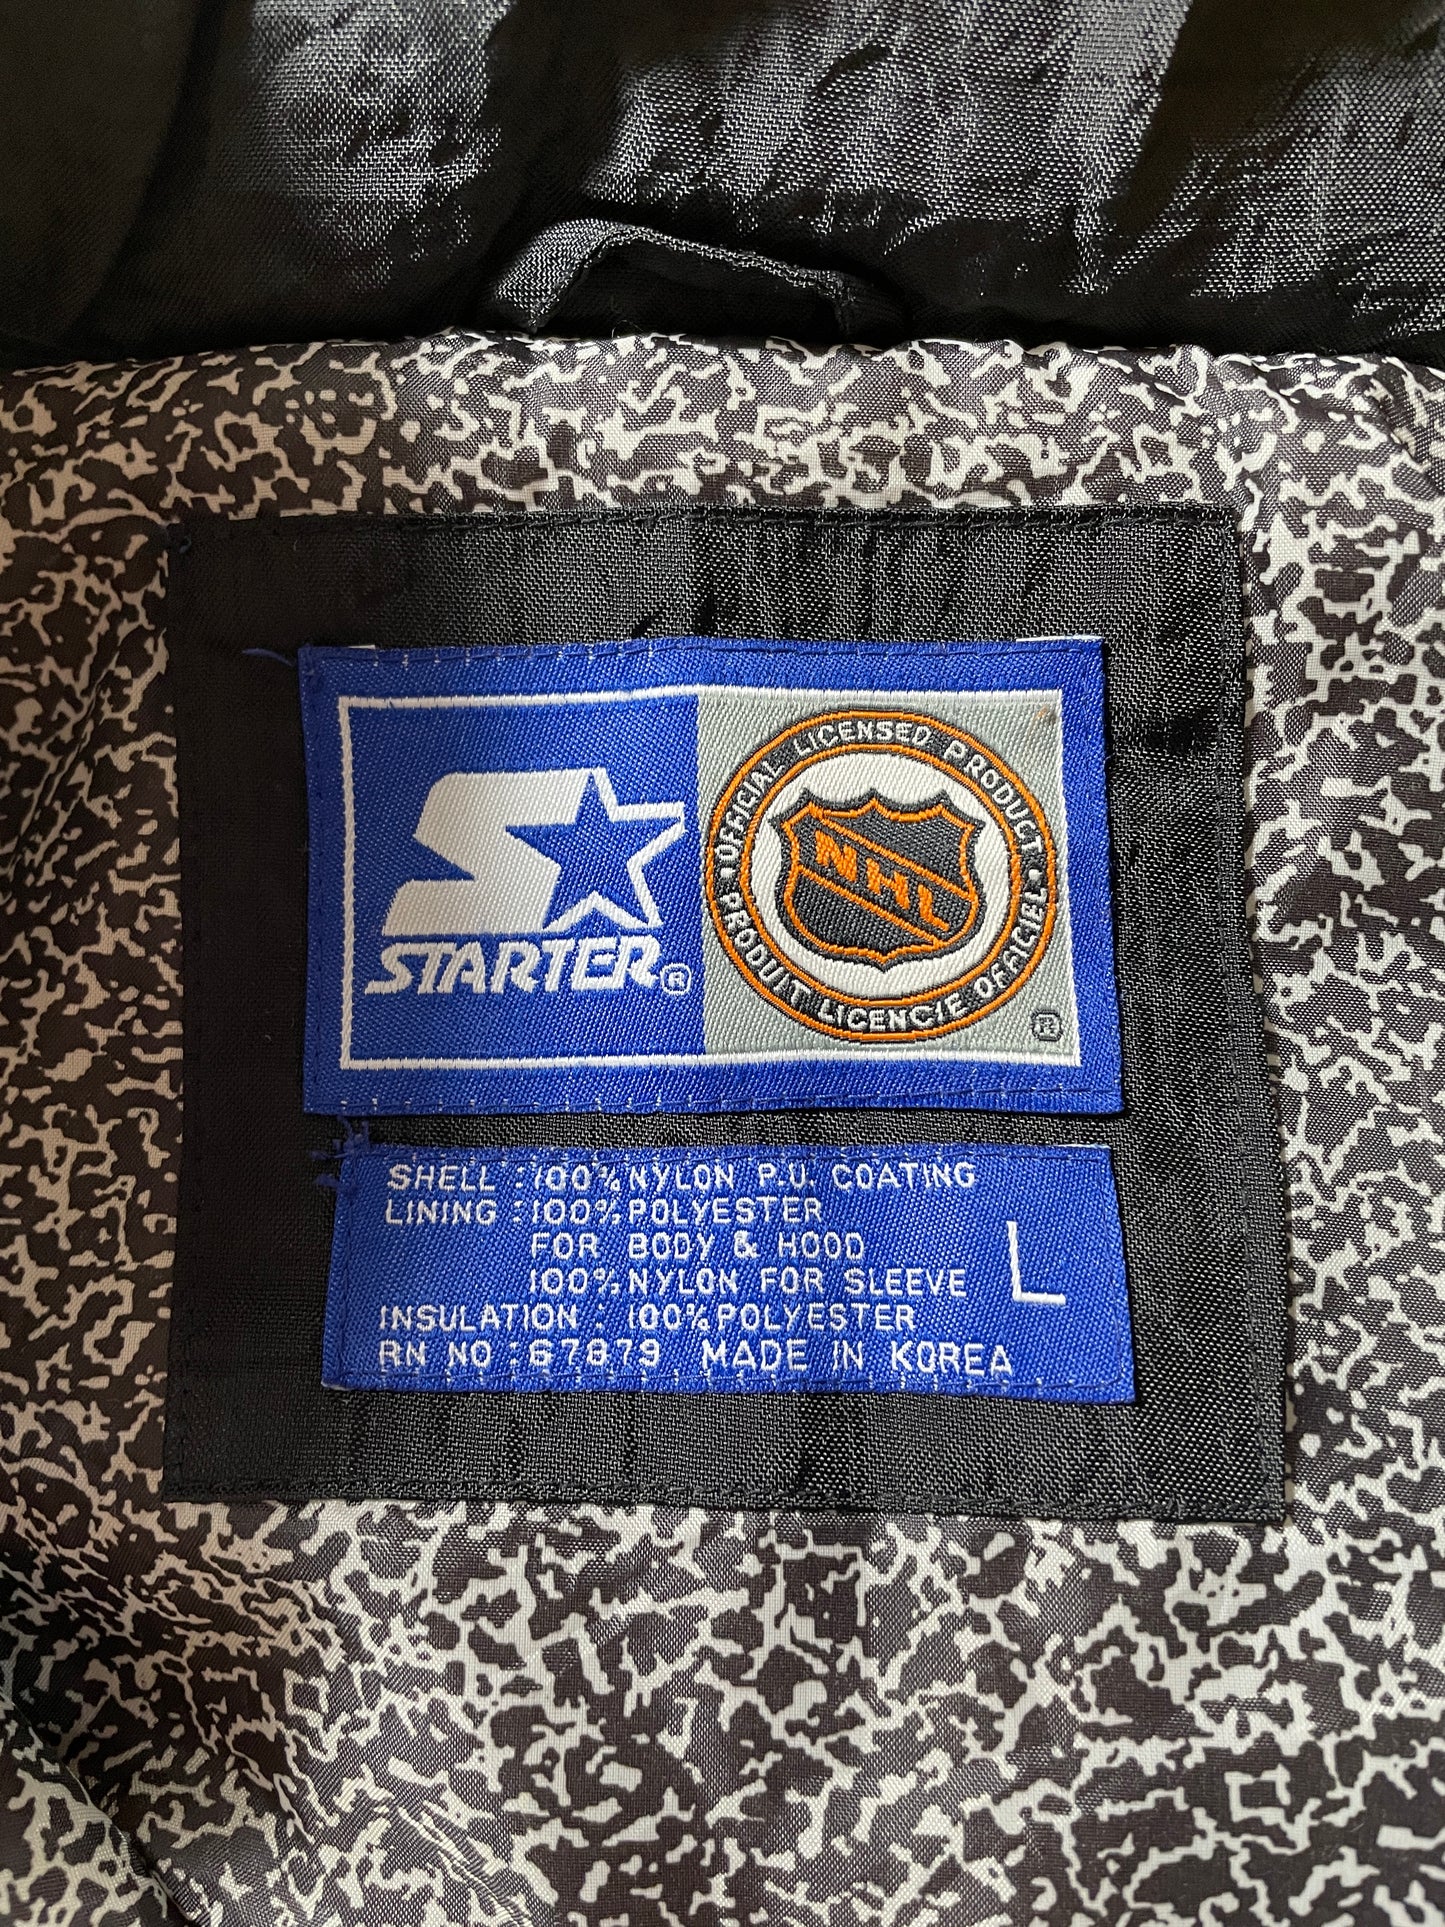 STARTER®
OFFICIAL LICENSED PRODUCT
NHL
PRODUIT LICENCIE OFFICIEL
®
SHELL : 100% NYLON P.U. COATING
LINING : 100% POLYESTER
FOR BODY & HOOD
100% NYLON FOR SLEEVE
L
INSULATION : 100% POLYESTER
RN NO : 67879 MADE IN KOREA